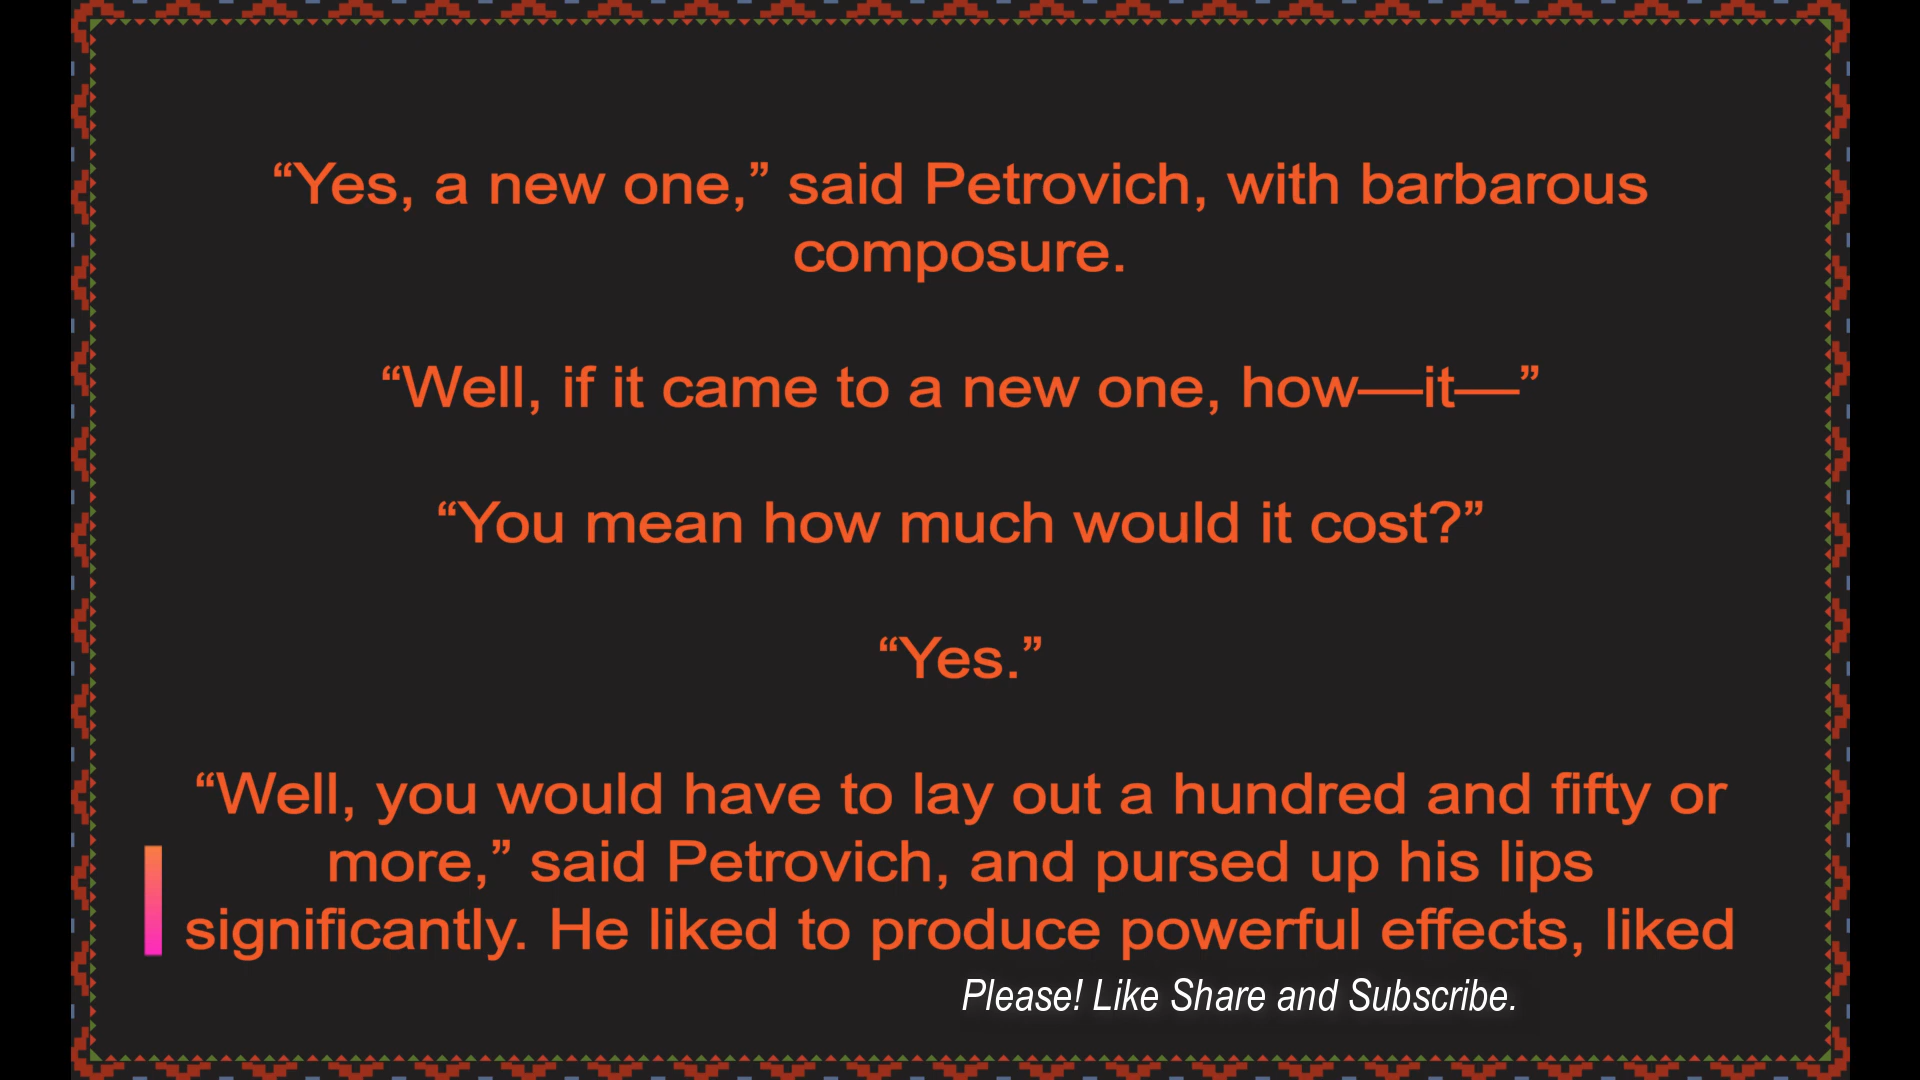 “Yes, a new one,” said Petrovich, with barbarous
composure.
“Well, if it came to a new one, how—it—”
“You mean how much would it cost?”
“Yes.”
“Well, you would have to lay out a hundred and fifty or
more,” said Petrovich, and pursed up his lips
significantly. He liked to produce powerful effects, liked
Please! Like Share and Subscribe.